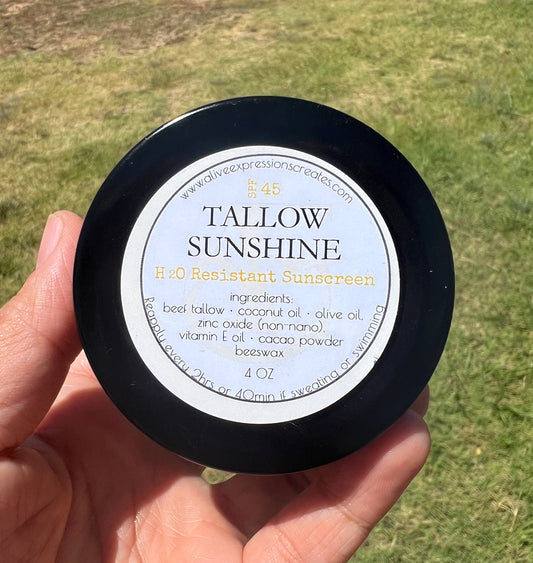 www.aliveexpressionscreates.com
SPF 45
TALLOW
SUNSHINE
H2O Resistant Sunscreen
ingredients:
beef tallow • coconut oil • olive oil,
zinc oxide (non-nano),
vitamin E oil • cacao powder
beeswax
4 OZ
Reapply every 2hrs or 40min if sweating or swimming